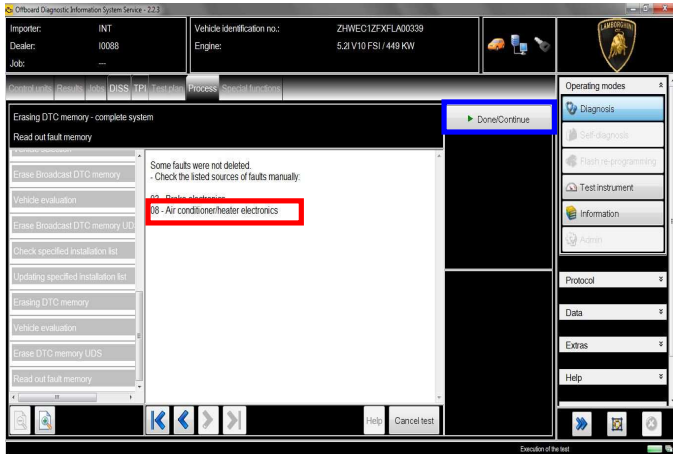 Offboard Diagnostic Information System Service - 2.2.3
Importer: INT
Dealer: I0088
Job: ---
Vehicle identification no.: ZHWEC1ZFXFLA00339
Engine: 5.2l V10 FSI / 449 KW
Control units Results Jobs DISS TPI Test plan Process Special functions
Erasing DTC memory - complete system
Read out fault memory
Done/Continue
Erase Broadcast DTC memory
Vehicle evaluation
Erase Broadcast DTC memory UD
Check specified installation list
Updating specified installation list
Erasing DTC memory
Vehicle evaluation
Erase DTC memory UDS
Read out fault memory
Some faults were not deleted.
- Check the listed sources of faults manually:
03 - Brake electronics
08 - Air conditioner/heater electronics
Help
Cancel test
LAMBORGHINI
Operating modes
Diagnosis
Self-diagnosis
Flash re-programming
Test instrument
Information
Admin
Protocol
Data
Extras
Help
Execution of the test